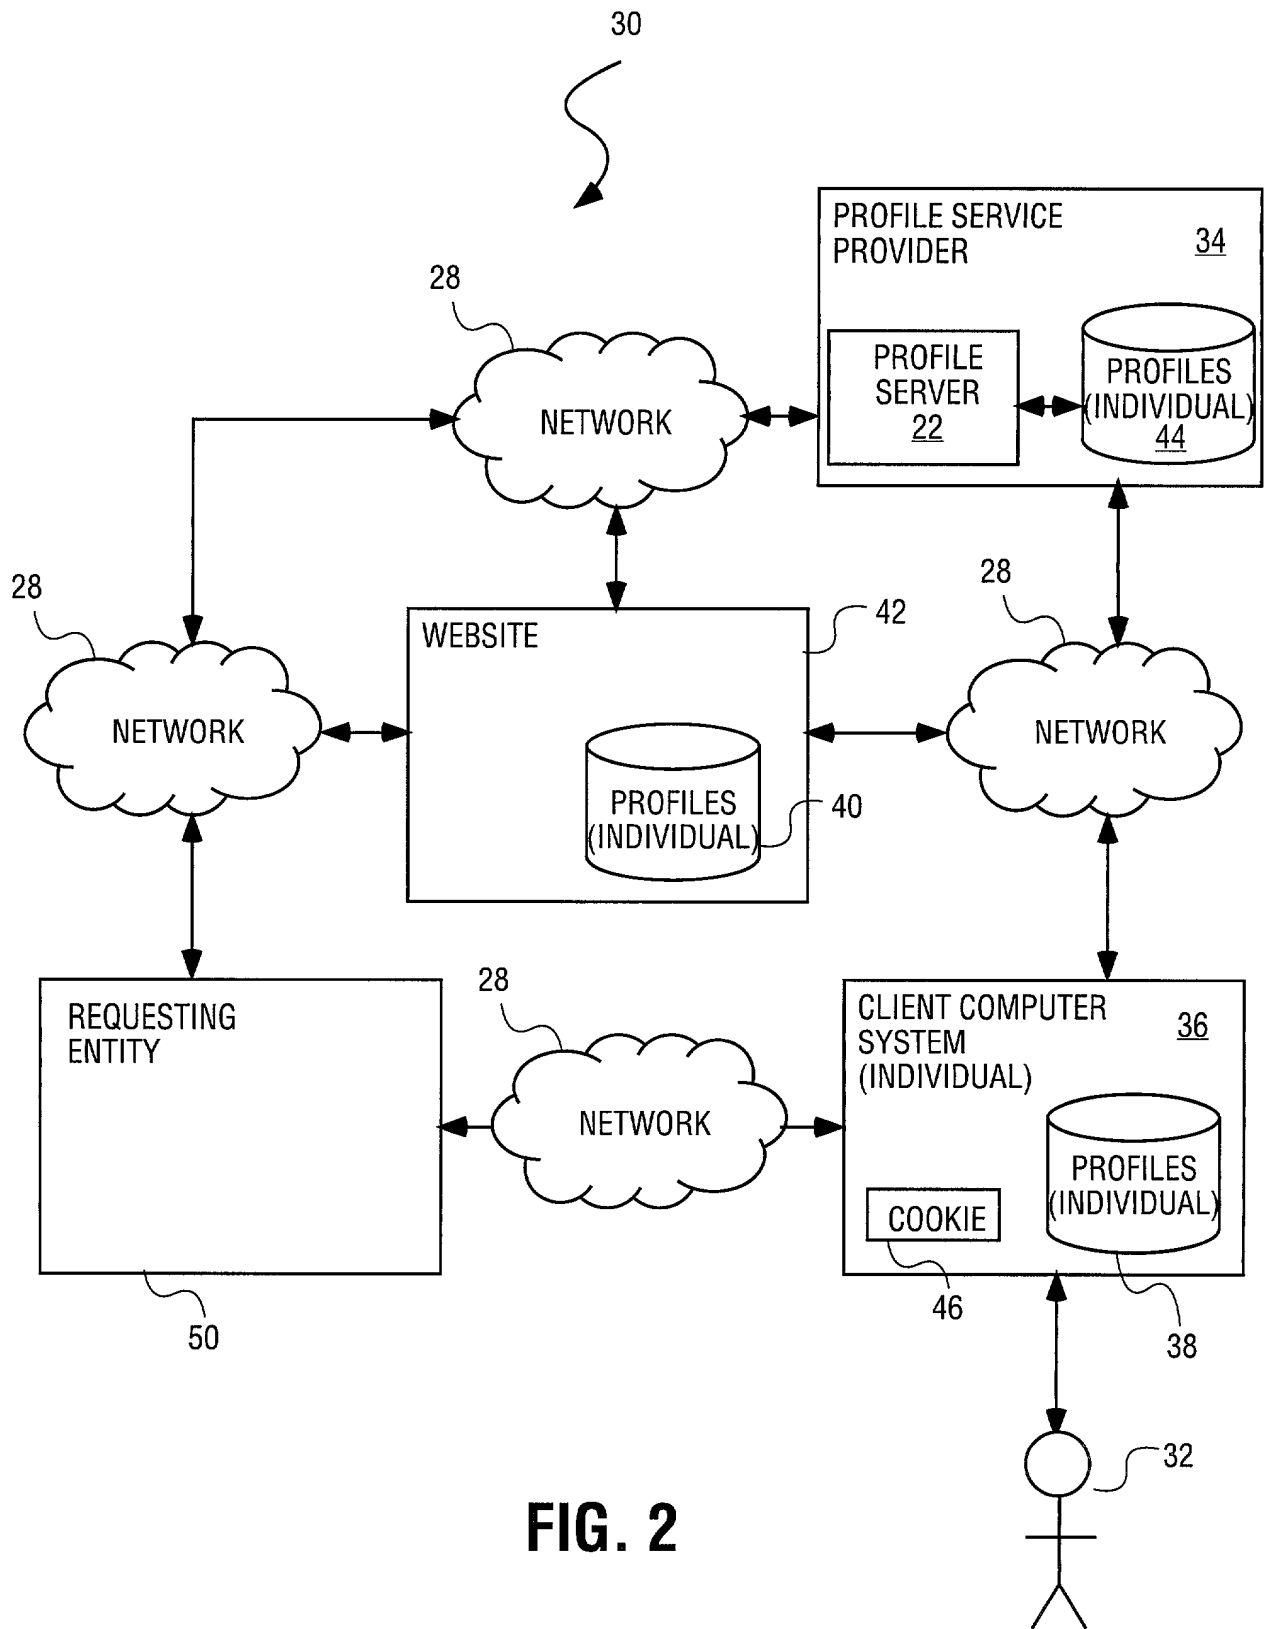 30
PROFILE SERVICE
PROVIDER
34
28
PROFILE
SERVER
22
PROFILES
(INDIVIDUAL)
44
NETWORK
28
28
WEBSITE
42
NETWORK
NETWORK
PROFILES
(INDIVIDUAL)
40
REQUESTING
ENTITY
28
CLIENT COMPUTER
SYSTEM
(INDIVIDUAL)
36
NETWORK
PROFILES
(INDIVIDUAL)
COOKIE
46
38
50
32
FIG. 2